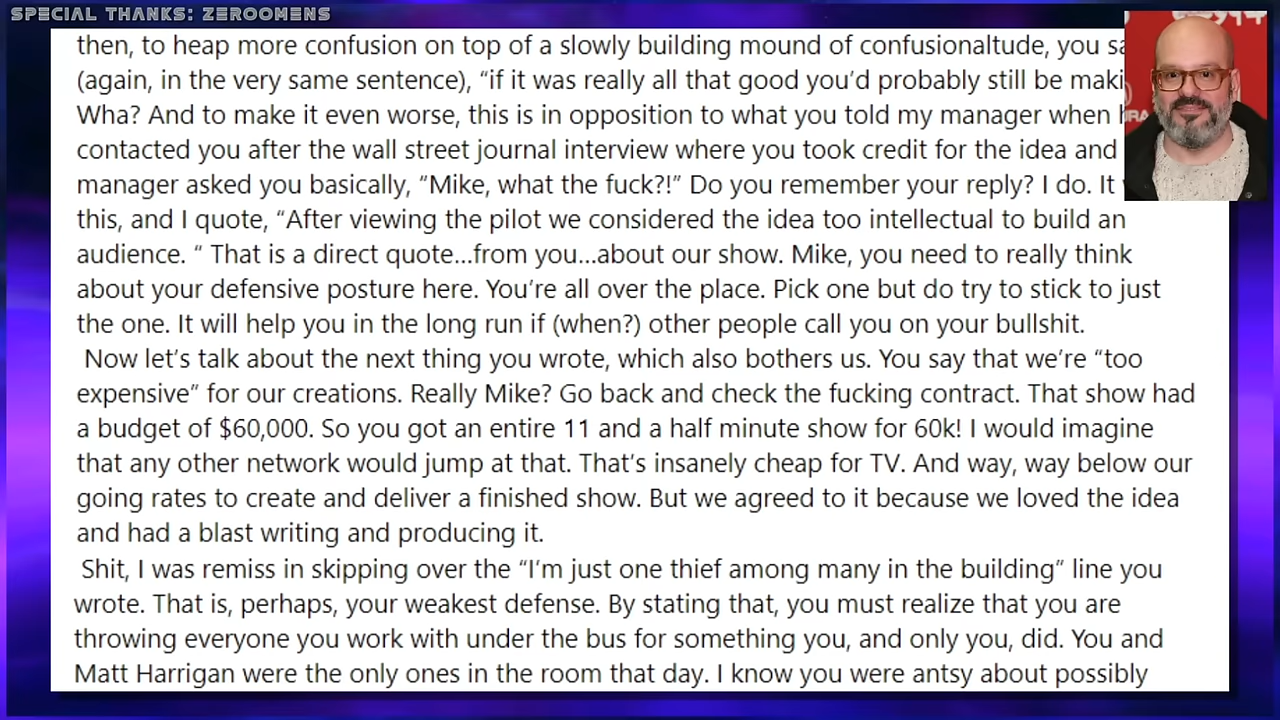 SPECIAL THANKS: ZEROOMENS
then, to heap more confusion on top of a slowly building mound of confusionaltude, you
(again, in the very same sentence), “if it was really all that good you’d probably still be
Wha? And to make it even worse, this is in opposition to what you told my manager when
contacted you after the wall street journal interview where you took credit for the idea and
manager asked you basically, “Mike, what the fuck?!” Do you remember your reply? I do. It
this, and I quote, “After viewing the pilot we considered the idea too intellectual to build an
audience. “ That is a direct quote...from you...about our show. Mike, you need to really think
about your defensive posture here. You’re all over the place. Pick one but do try to stick to just
the one. It will help you in the long run if (when?) other people call you on your bullshit.
Now let’s talk about the next thing you wrote, which also bothers us. You say that we’re “too
expensive” for our creations. Really Mike? Go back and check the fucking contract. That show had
a budget of $60,000. So you got an entire 11 and a half minute show for 60k! I would imagine
that any other network would jump at that. That’s insanely cheap for TV. And way, way below our
going rates to create and deliver a finished show. But we agreed to it because we loved the idea
and had a blast writing and producing it.
Shit, I was remiss in skipping over the “I’m just one thief among many in the building” line you
wrote. That is, perhaps, your weakest defense. By stating that, you must realize that you are
throwing everyone you work with under the bus for something you, and only you, did. You and
Matt Harrigan were the only ones in the room that day. I know you were antsy about possibly